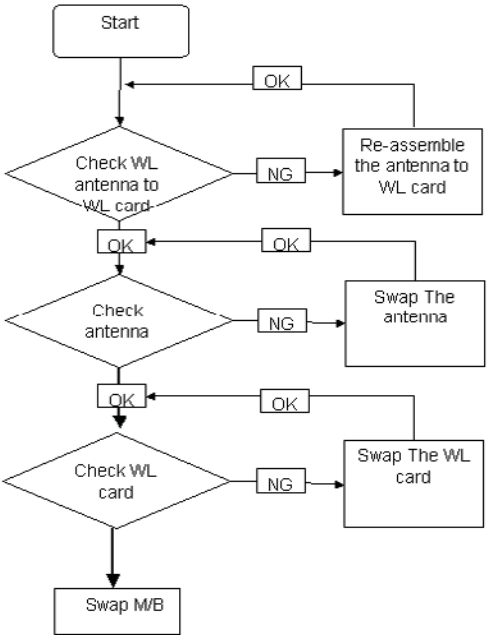 Start
OK
Check WL
antenna to
WL card
NG
Re-assemble
the antenna to
WL card
OK
OK
Check
antenna
NG
Swap The
antenna
OK
OK
Check WL
card
NG
Swap The WL
card
Swap M/B